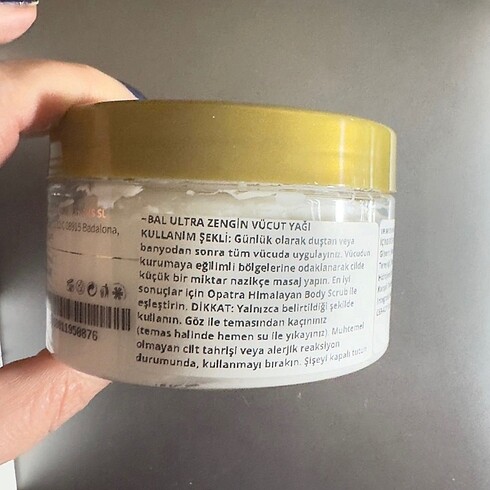 ~BAL ULTRA ZENGİN VÜCUT YAĞI
KULLANIM ŞEKLİ: Günlük olarak duştan veya
banyodan sonra tüm vücuda uygulayınız. Vücudun
kurumaya eğilimli bölgelerine odaklanarak cilde
küçük bir miktar nazikçe masaj yapın. En iyi
sonuçlar için Opatra Himalayan Body Scrub ile
eşleştirin. DİKKAT: Yalnızca belirtildiği şekilde
kullanın. Göz ile temasından kaçınınız
(temas halinde hemen su ile yıkayınız). Muhtemel
olmayan cilt tahrişi veya alerjik reaksiyon
durumunda, kullanmayı bırakın. Şişeyi kapalı tutun
SL
08915 Badalona,